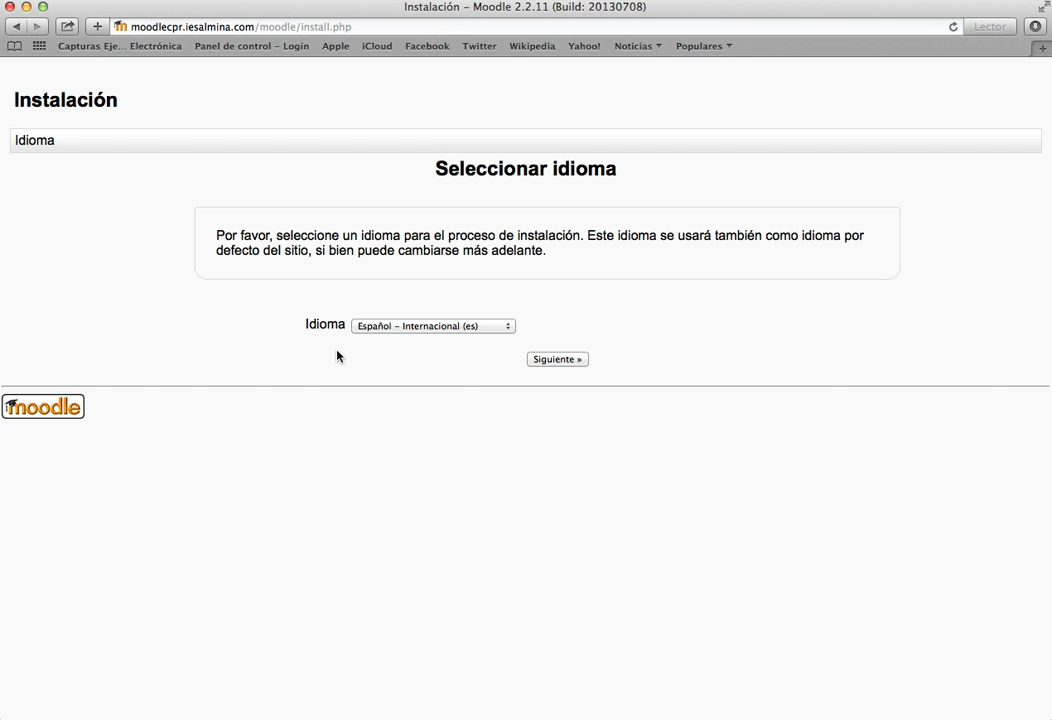 Instalación – Moodle 2.2.11 (Build: 20130708)
moodlecpr.iesalmina.com/moodle/install.php
Lector
Capturas Eje... Electrónica Panel de control - Login Apple iCloud Facebook Twitter Wikipedia Yahoo! Noticias Populares
Instalación
Idioma
Seleccionar idioma
Por favor, seleccione un idioma para el proceso de instalación. Este idioma se usará también como idioma por
defecto del sitio, si bien puede cambiarse más adelante.
Idioma Español – Internacional (es)
Siguiente »
moodle